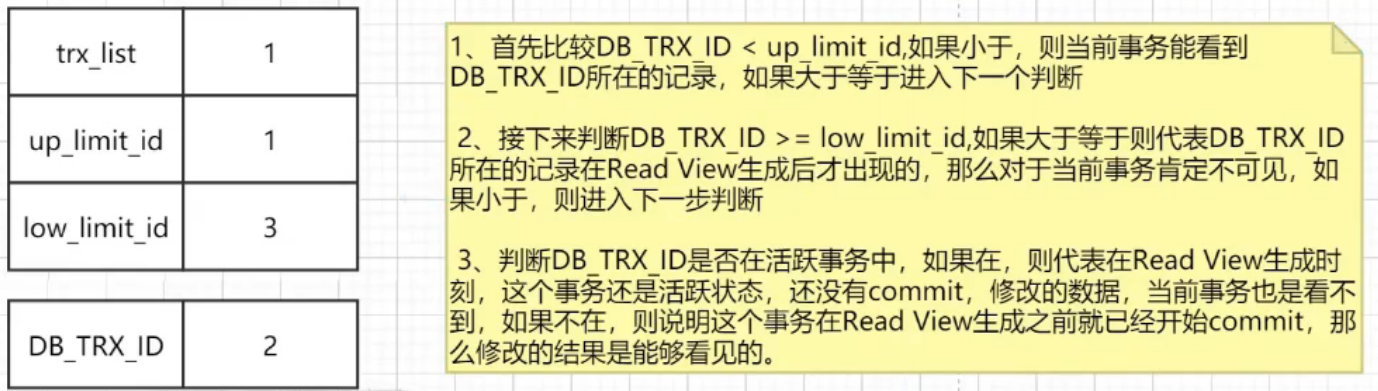 trx_list 1
up_limit_id 1
low_limit_id 3
DB_TRX_ID 2
1、首先比较DB_TRX_ID < up_limit_id,如果小于，则当前事务能看到
DB_TRX_ID所在的记录，如果大于等于进入下一个判断
2、接下来判断DB_TRX_ID >= low_limit_id,如果大于等于则代表DB_TRX_ID
所在的记录在Read View生成后才出现的，那么对于当前事务肯定不可见，如
果小于，则进入下一步判断
3、判断DB_TRX_ID是否在活跃事务中，如果在，则代表在Read View生成时
刻，这个事务还是活跃状态，还没有commit，修改的数据，当前事务也是看不
到，如果不在，则说明这个事务在Read View生成之前就已经开始commit，那
么修改的结果是能够看见的。